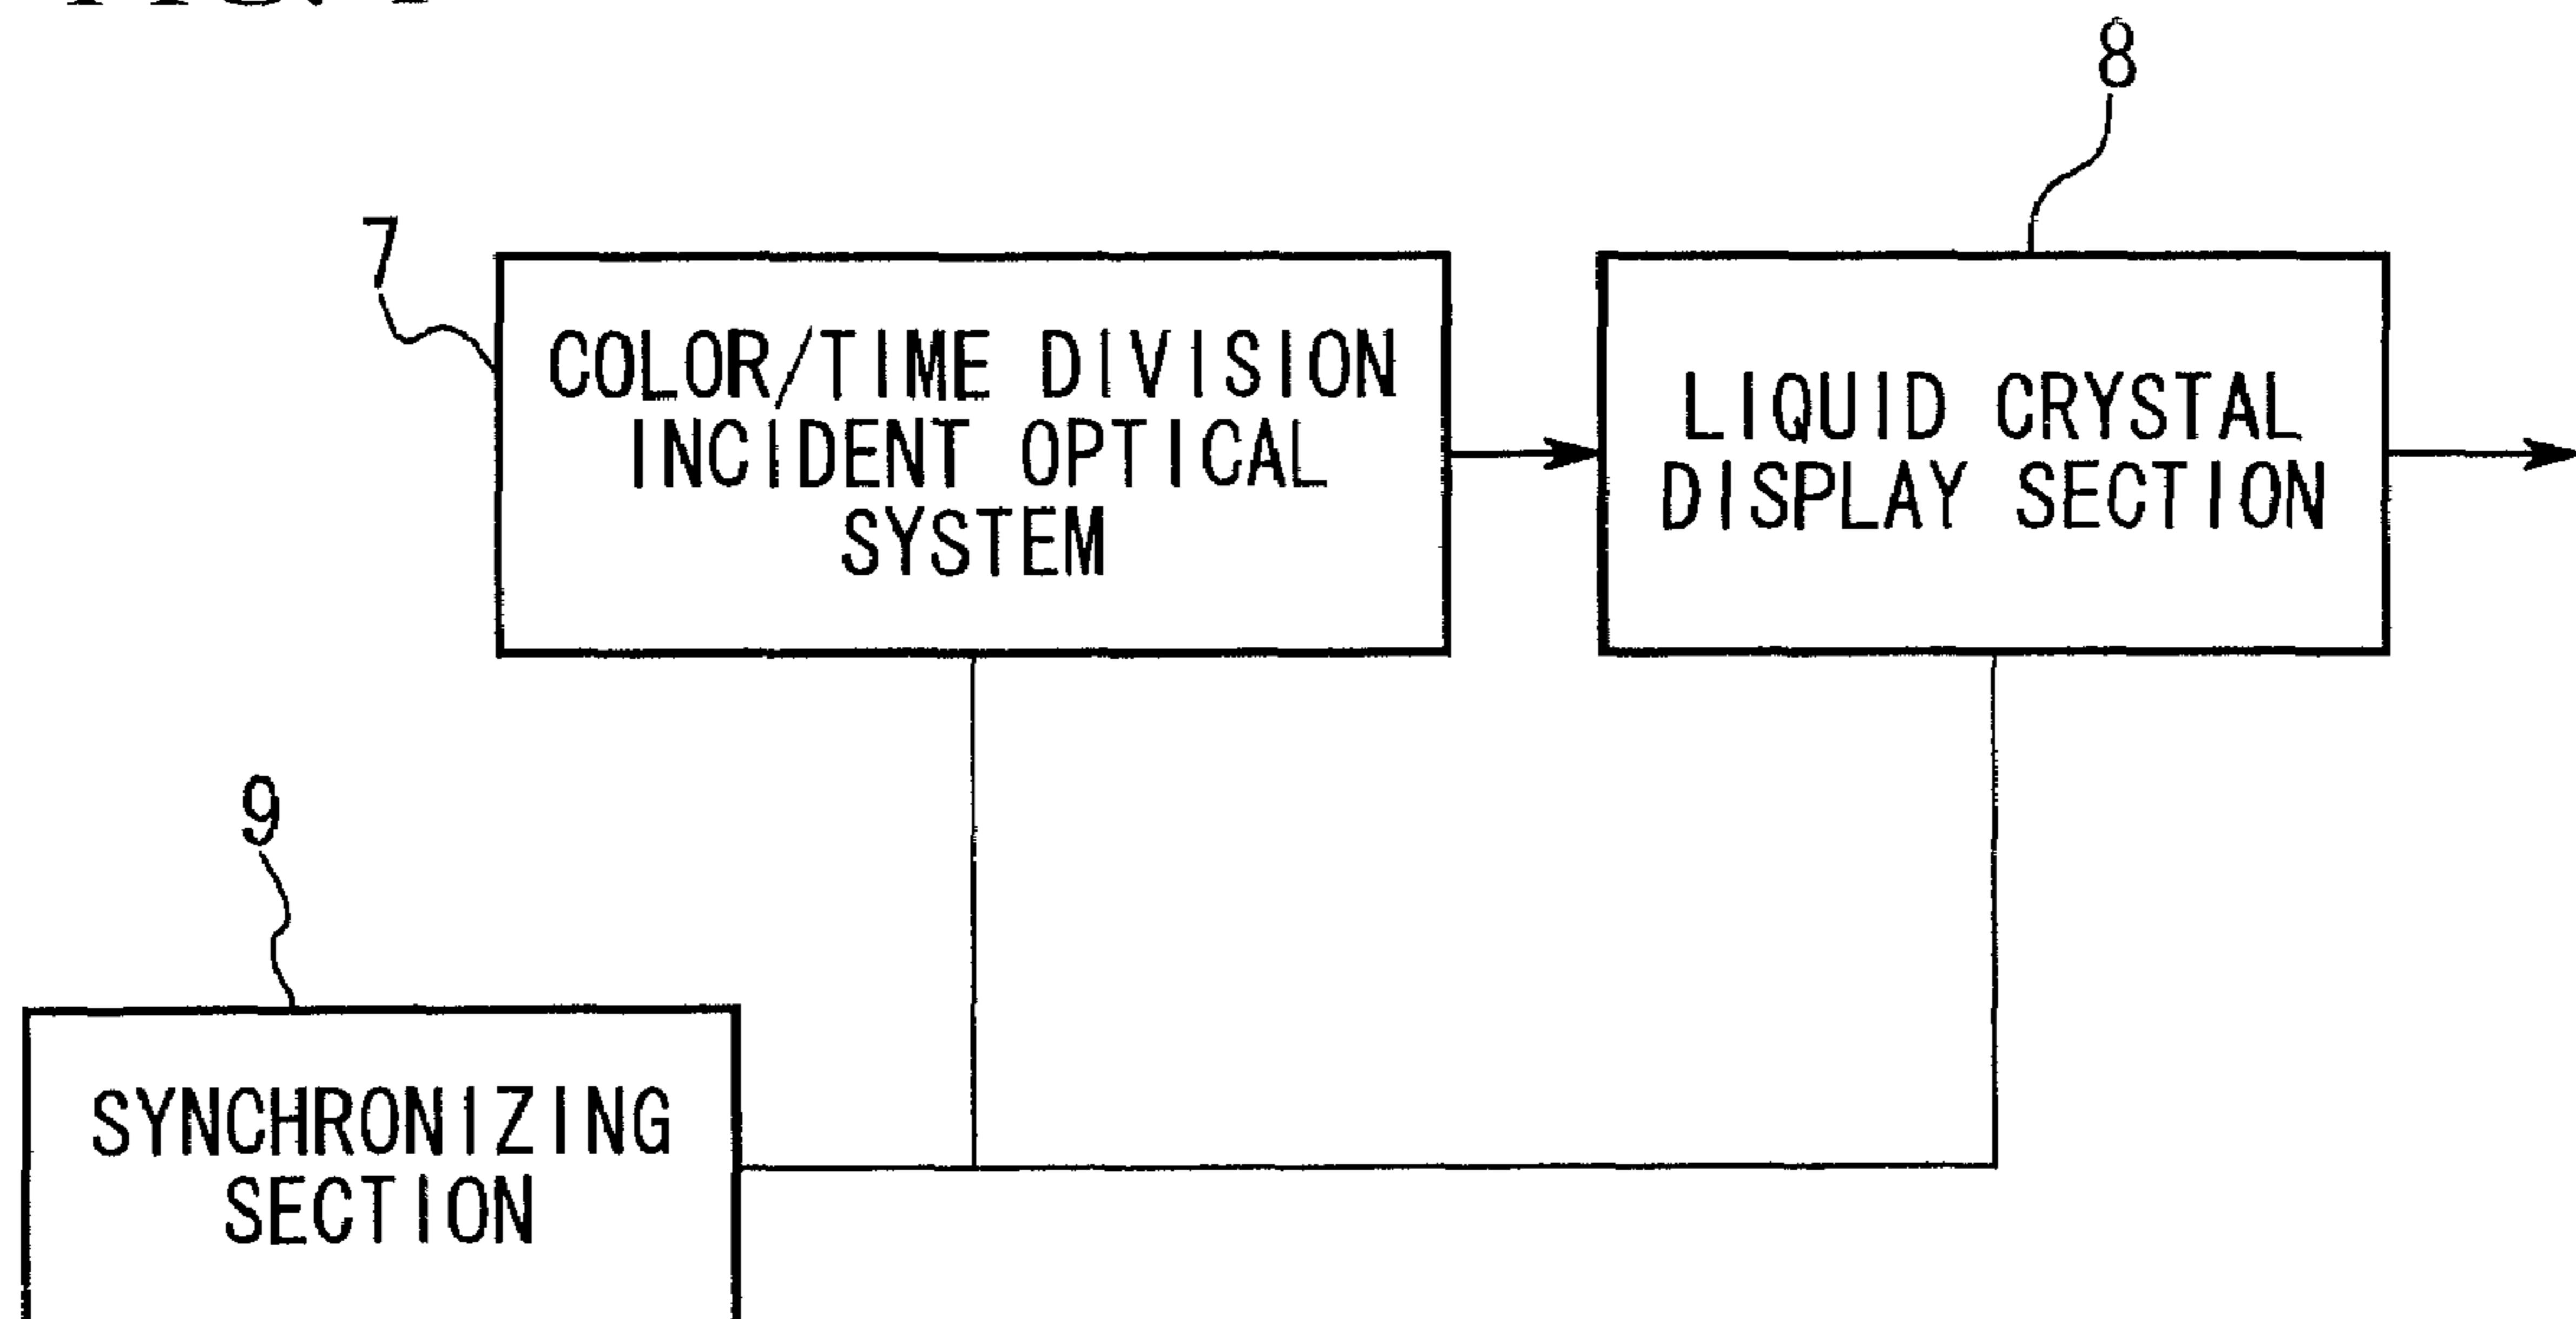 8
7
COLOR/TIME DIVISION
INCIDENT OPTICAL
SYSTEM
LIQUID CRYSTAL
DISPLAY SECTION
9
SYNCHRONIZING
SECTION